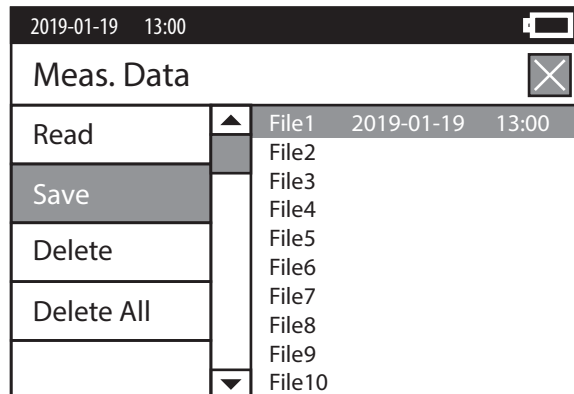 2019-01-19 13:00
Meas. Data
Read
Save
Delete
Delete All
File1 2019-01-19 13:00
File2
File3
File4
File5
File6
File7
File8
File9
File10